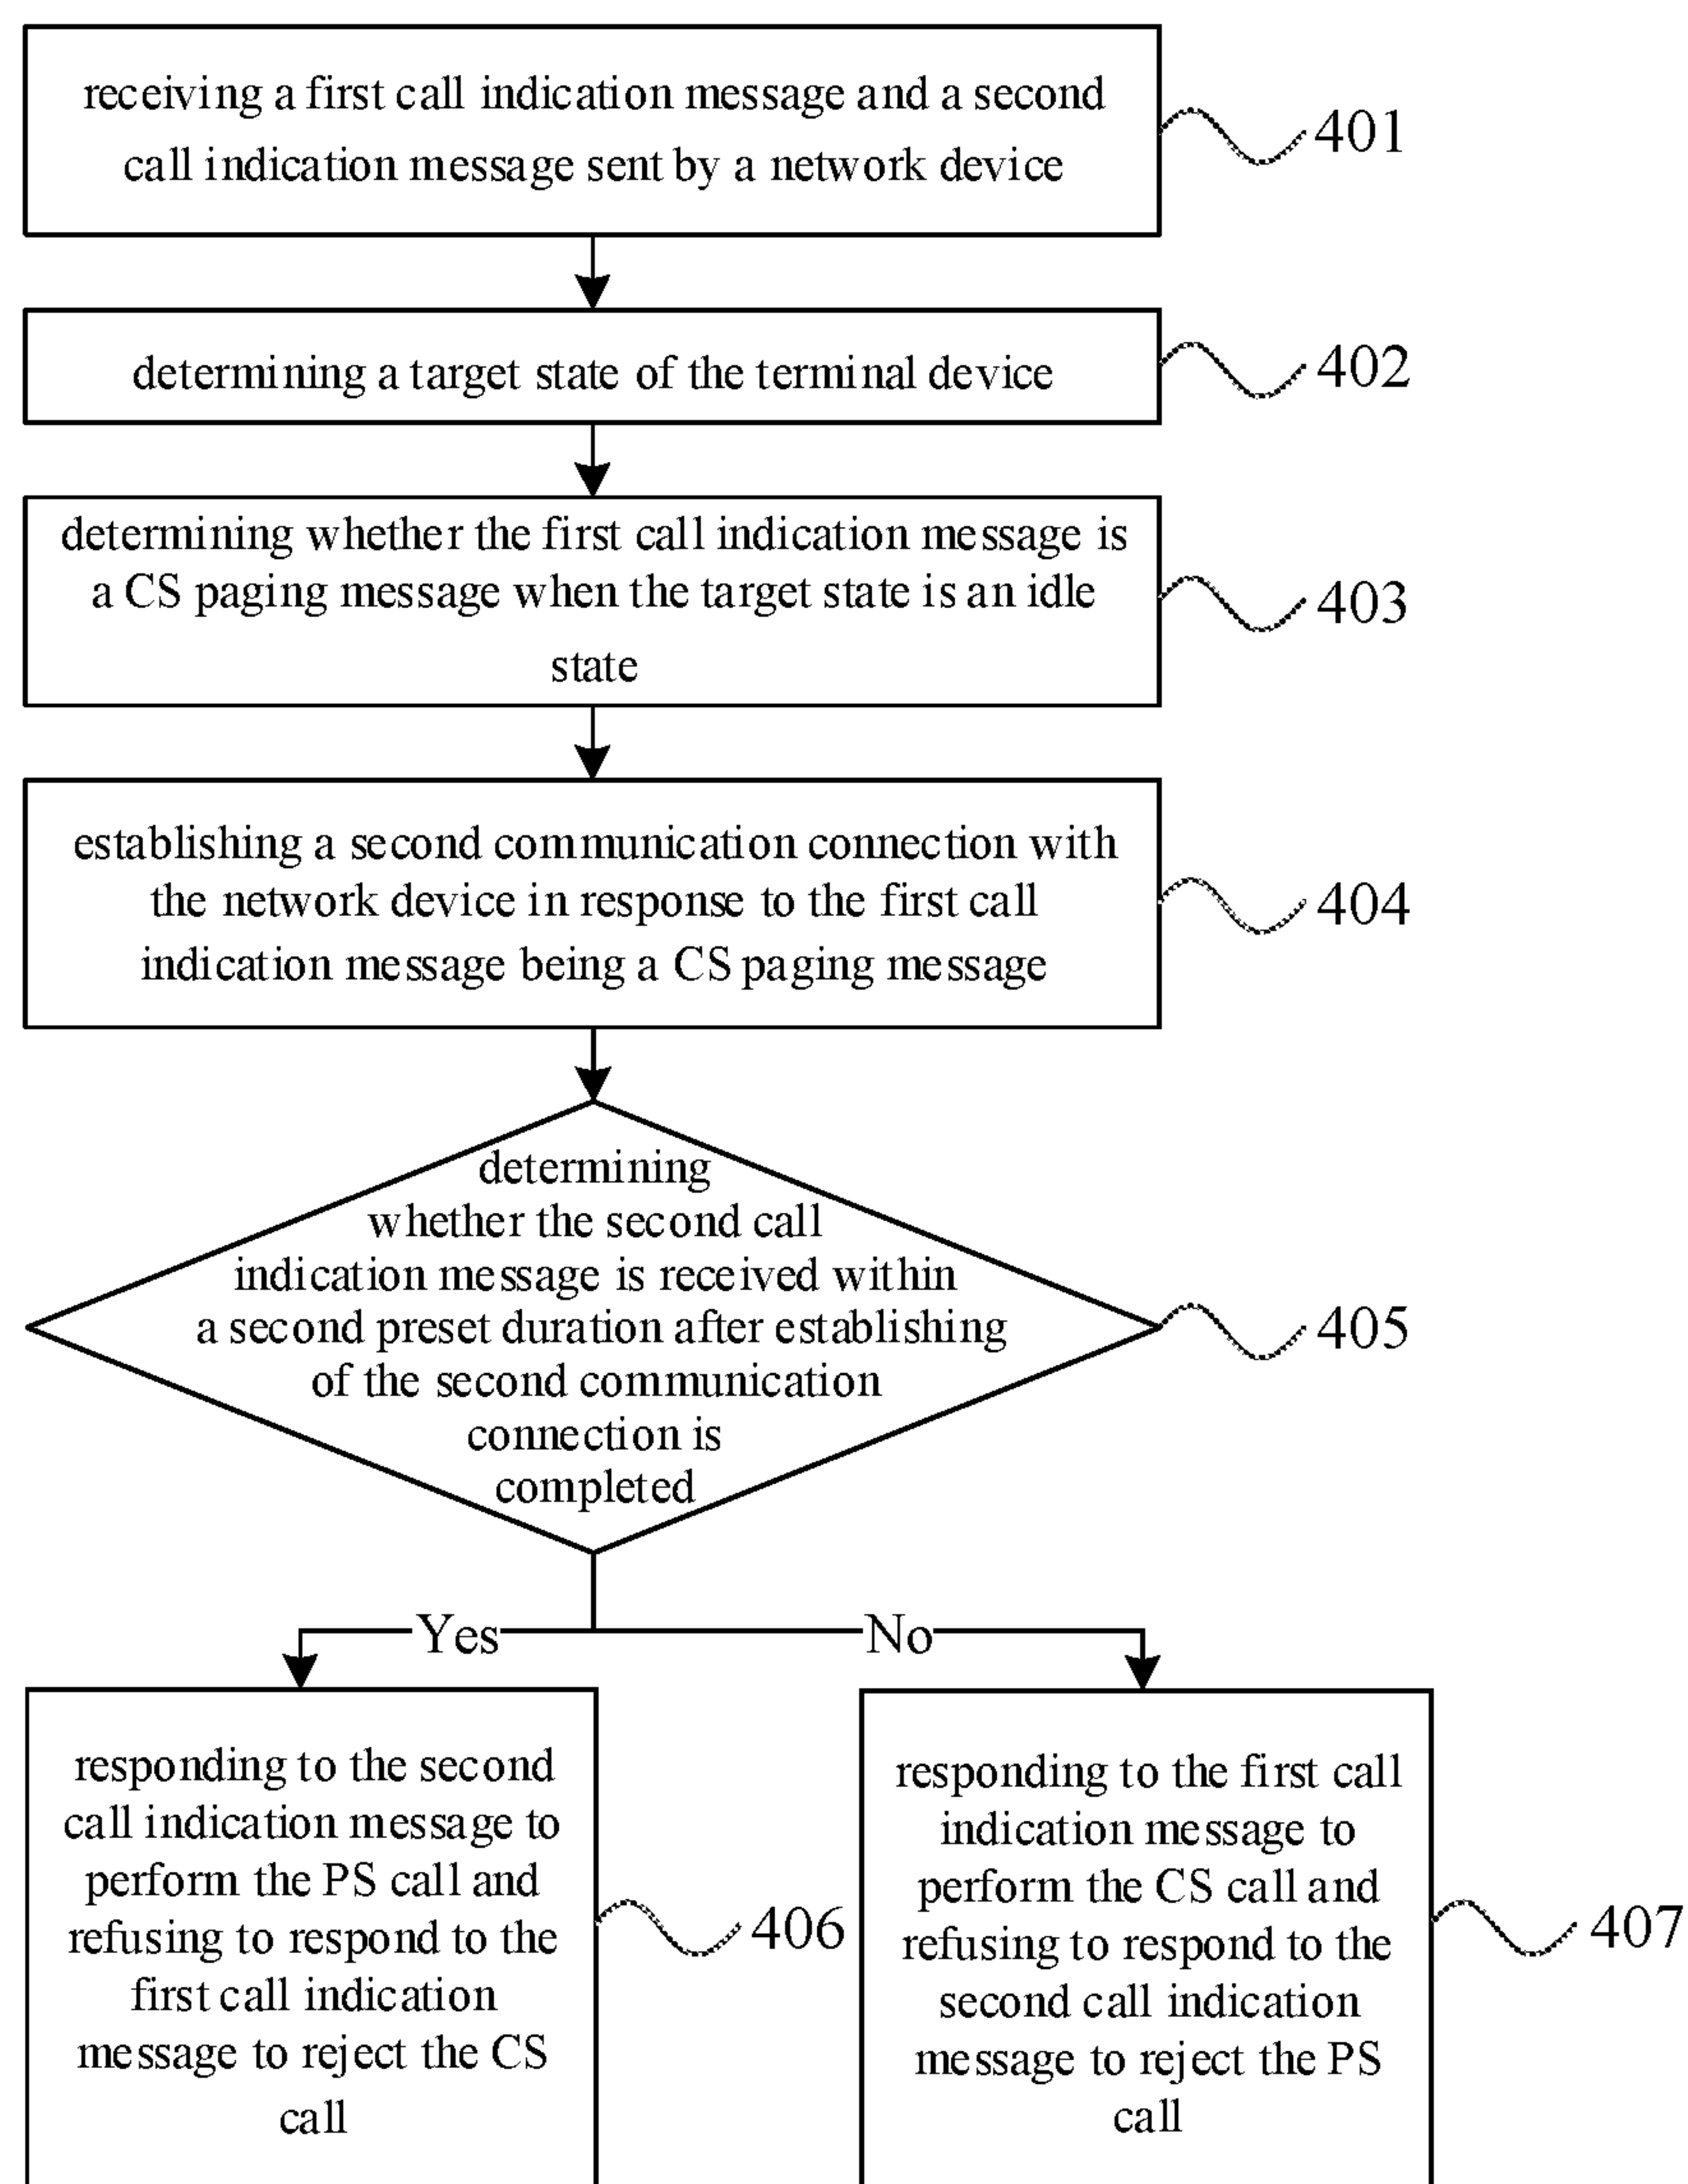 receiving a first call indication message and a second
call indication message sent by a network device
401
determining a target state of the terminal device
402
determining whether the first call indication message is
a CS paging message when the target state is an idle
state
403
establishing a second communication connection with
the network device in response to the first call
indication message being a CS paging message
404
determining
whether the second call
indication message is received within
a second preset duration after establishing
of the second communication
connection is
completed
405
Yes
No
responding to the second
call indication message to
perform the PS call and
refusing to respond to the
first call indication
message to reject the CS
call
406
responding to the first call
indication message to
perform the CS call and
refusing to respond to the
second call indication
message to reject the PS
call
407